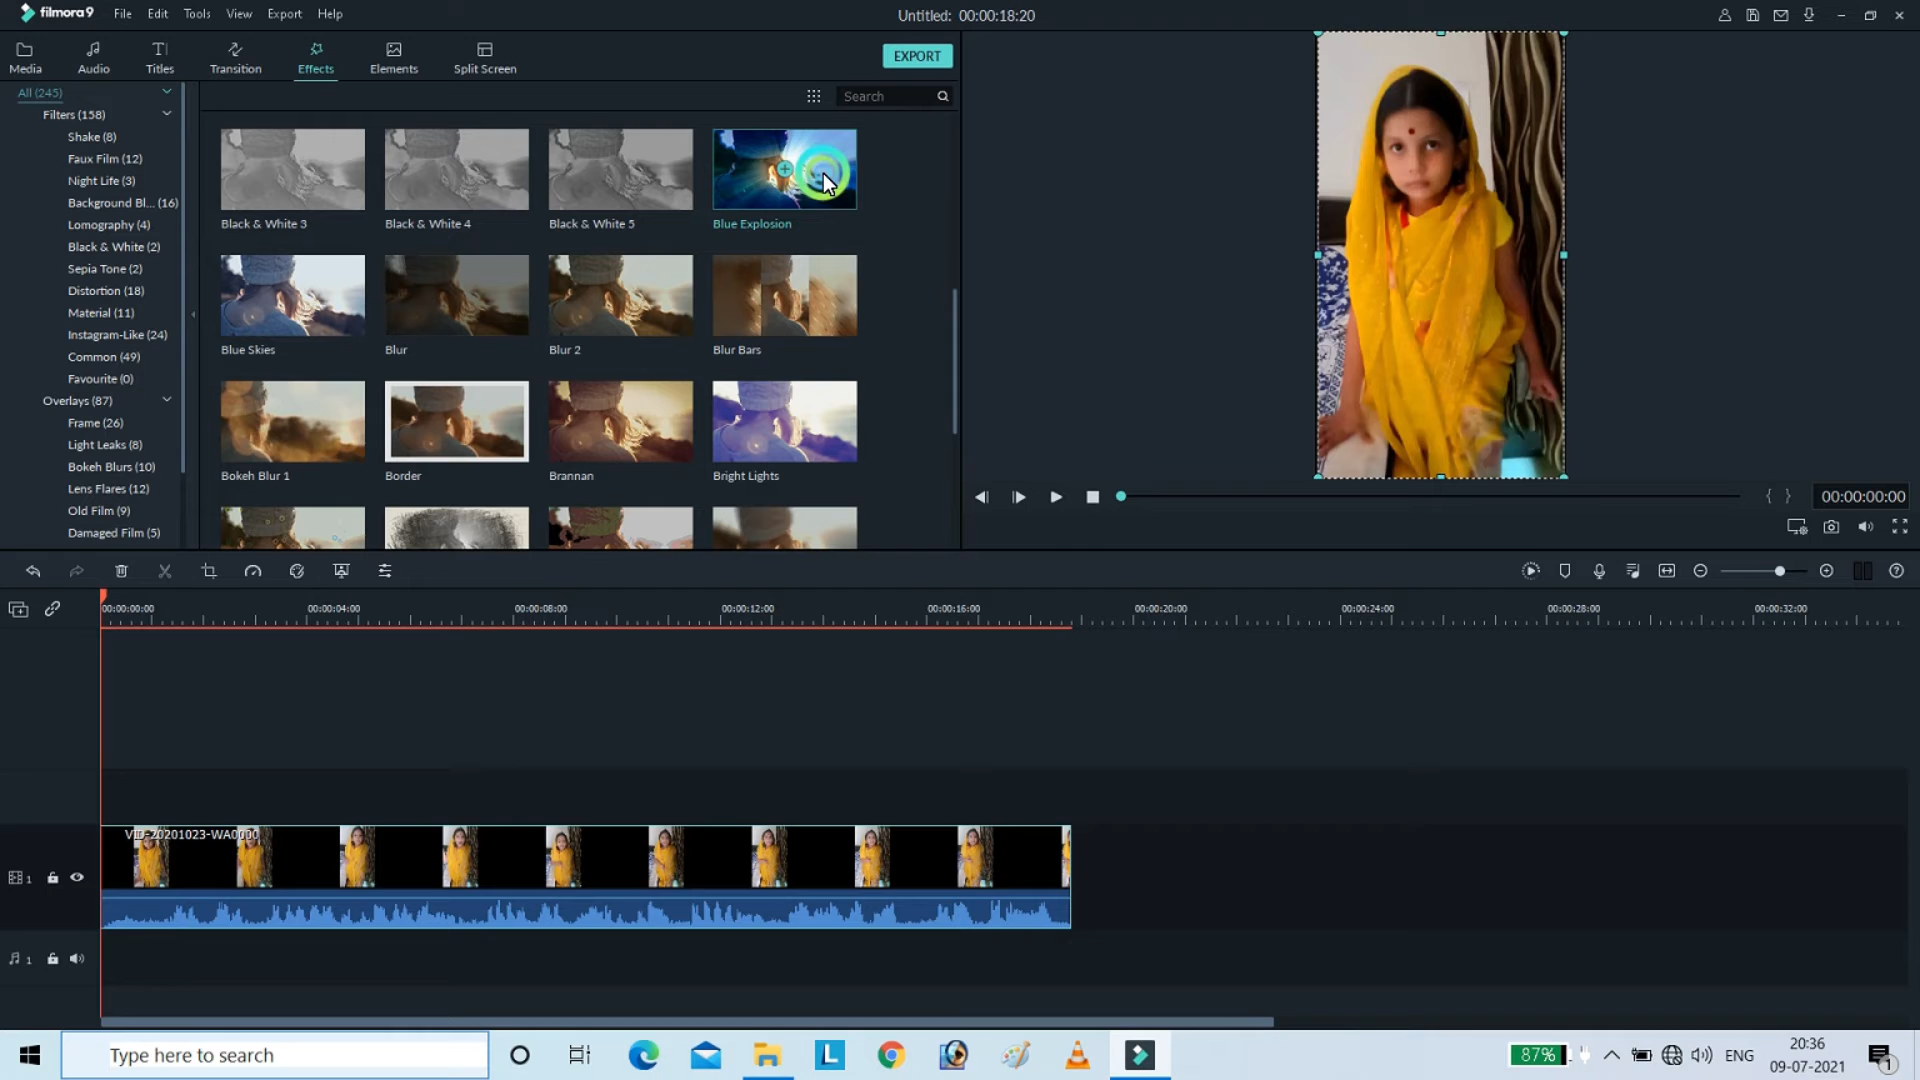 filmora9 File Edit Tools View Export Help
Untitled: 00:00:18:20
Media Audio Titles Transition Effects Elements Split Screen
EXPORT
All (245)
Filters (158)
Shake (8)
Faux Film (12)
Night Life (3)
Background Bl... (16)
Lomography (4)
Black & White (2)
Sepia Tone (2)
Distortion (18)
Material (11)
Instagram-Like (24)
Common (49)
Favourite (0)
Overlays (87)
Frame (26)
Light Leaks (8)
Bokeh Blurs (10)
Lens Flares (12)
Old Film (9)
Damaged Film (5)
Search
Black & White 3 Black & White 4 Black & White 5 Blue Explosion
Blue Skies Blur Blur 2 Blur Bars
Bokeh Blur 1 Border Brannan Bright Lights
{ } 00:00:00:00
00:00:00:00 00:00:04:00 00:00:08:00 00:00:12:00 00:00:16:00 00:00:20:00 00:00:24:00 00:00:28:00 00:00:32:00
VID-20201023-WA0000
1
1
Type here to search
L
87%
ENG
20:36
09-07-2021
1